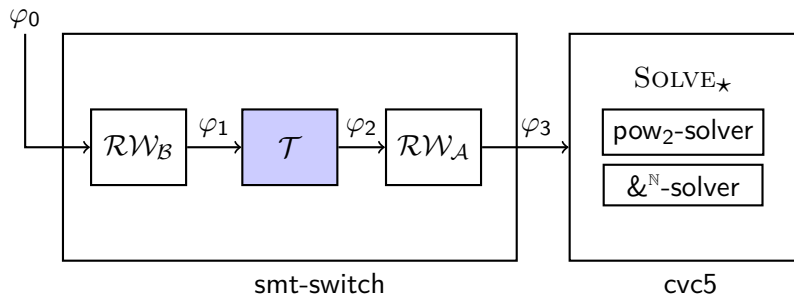 φ₀
SOLVE⋆
φ₁ φ₂ φ₃
RW_B T RW_A pow₂-solver
&ᴺ-solver
smt-switch cvc5